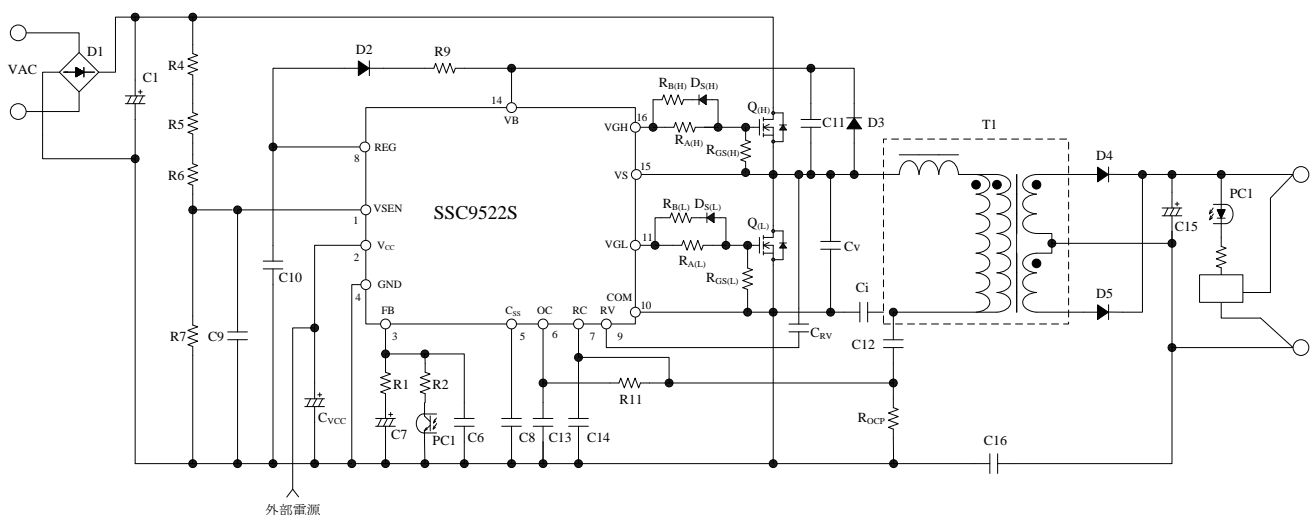 VAC
D1
C1
R4
R5
R6
R7
C9
C10
D2
R9
14
VB
SSC9522S
REG
8
VSEN
1
VCC
2
GND
4
FB
3
CSS
5
OC
6
RC
7
RV
9
COM
10
VGL
11
VS
15
VGH
16
RB(H)
DS(H)
RA(H)
RGS(H)
Q(H)
C11
D3
RB(L)
DS(L)
RA(L)
RGS(L)
Q(L)
CV
Ci
CRV
T1
D4
D5
C15
PC1
C12
R11
ROCP
C16
CVCC
R1
R2
C7
PC1
C6
C8
C13
C14
外部電源